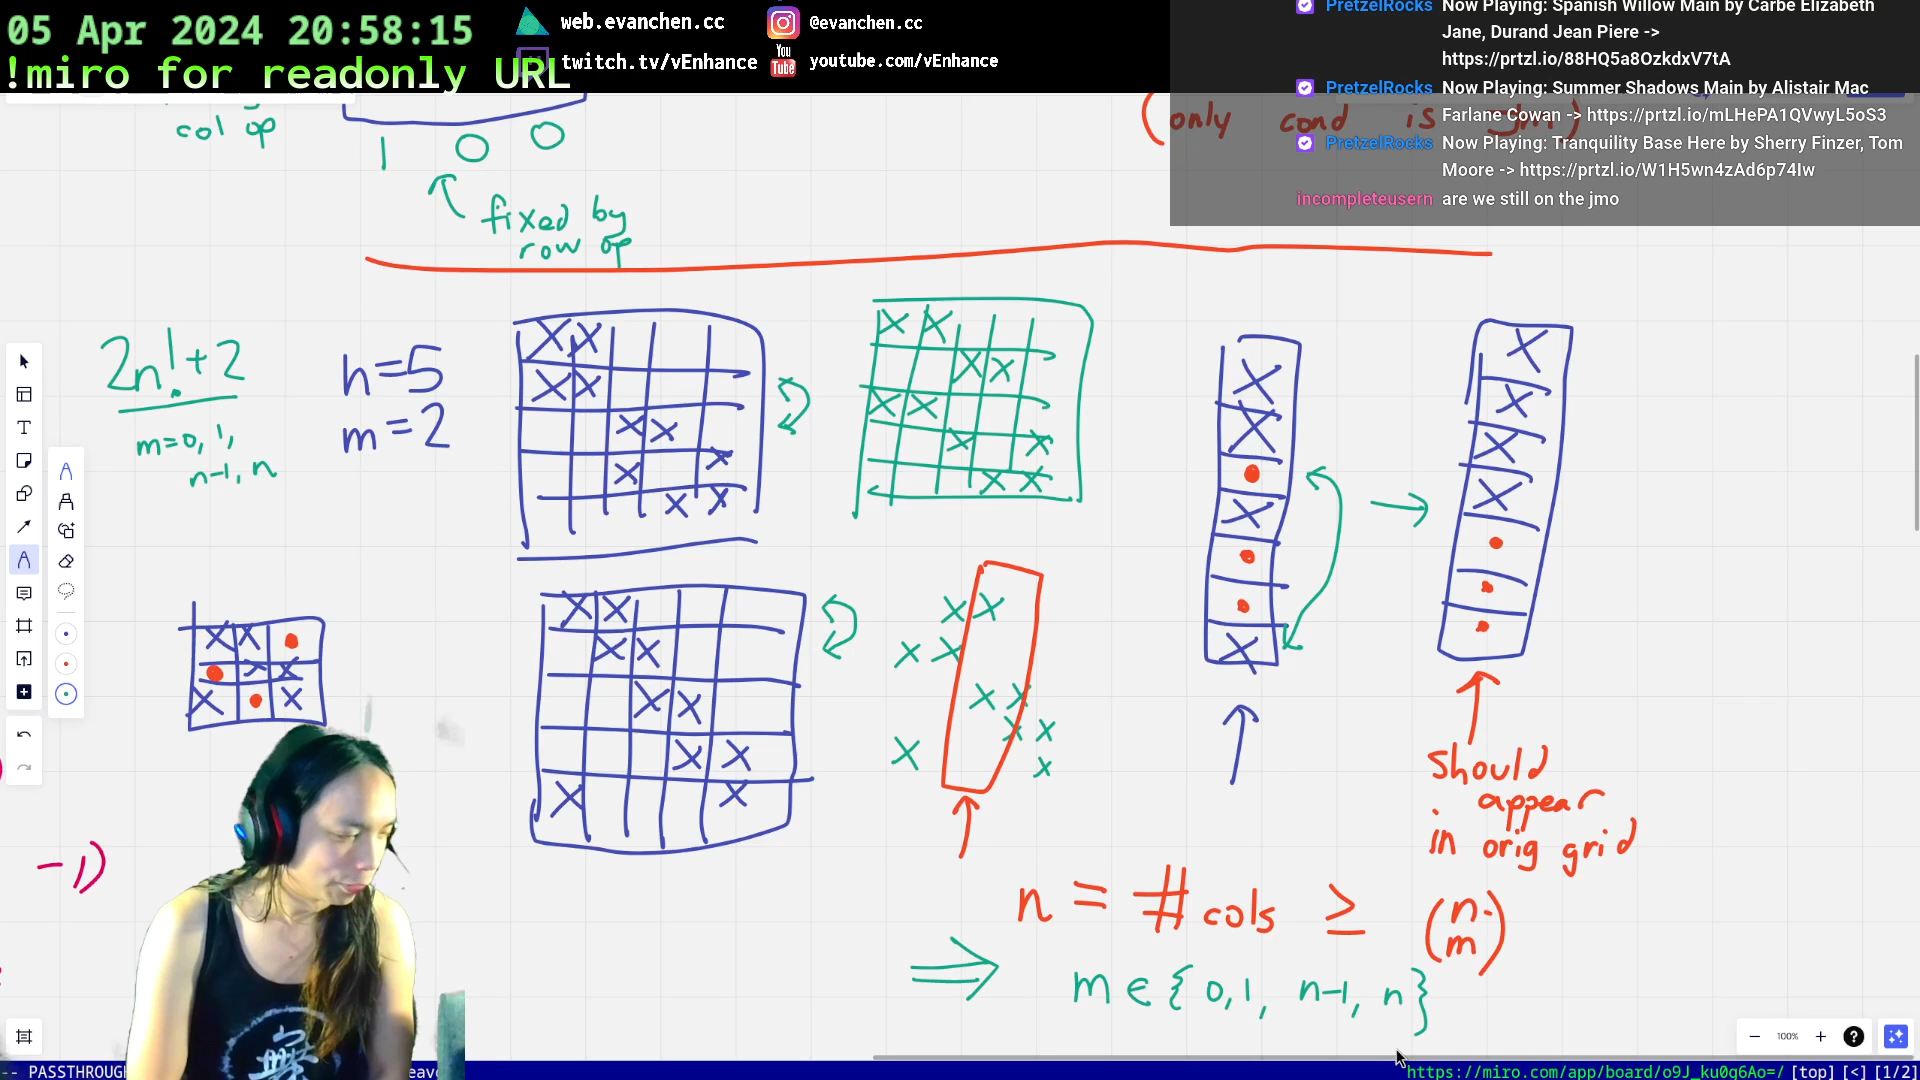 05 Apr 2024 20:58:15
!miro for readonly URL
web.evanchen.cc
@evanchen.cc
twitch.tv/vEnhance
You Tube
youtube.com/vEnhance
PretzelRocks Now Playing: Spanish Willow Main by Carbe Elizabeth
Jane, Durand Jean Piere ->
https://prtzl.io/88HQ5a8OzkdxV7tA
PretzelRocks Now Playing: Summer Shadows Main by Alistair Mac
Farlane Cowan -> https://prtzl.io/mLHePA1QVwyL5oS3
PretzelRocks Now Playing: Tranquility Base Here by Sherry Finzer, Tom
Moore -> https://prtzl.io/W1H5wn4zAd6p74Iw
incompleteusern are we still on the jmo
col op
1 0 0
fixed by
row op
(only cond is
2n!+2
m=0, 1,
n-1, n
n=5
m=2
should
appear
in orig grid
-1)
n = # cols ≥ (n m)
⇒ m ∈ {0,1, n-1, n}
100%
-- PASSTHROUGH
https://miro.com/app/board/o9J_ku0q6Ao=/ [top] [<] [1/2]